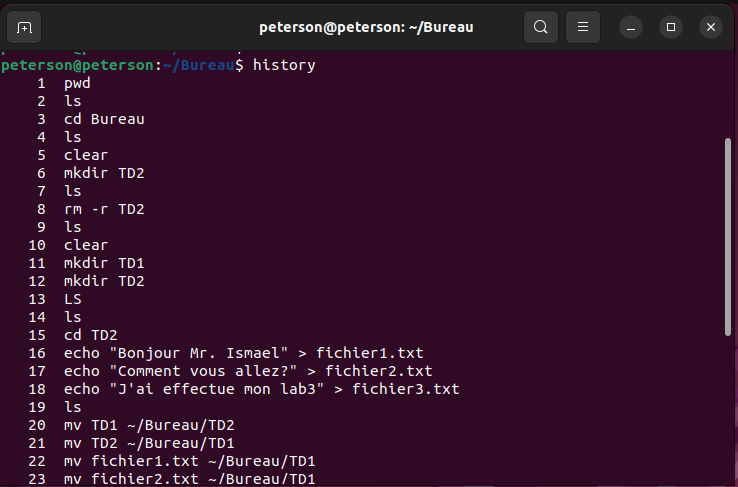 peterson@peterson: ~/Bureau
peterson@peterson:~/Bureau$ history
1 pwd
2 ls
3 cd Bureau
4 ls
5 clear
6 mkdir TD2
7 ls
8 rm -r TD2
9 ls
10 clear
11 mkdir TD1
12 mkdir TD2
13 LS
14 ls
15 cd TD2
16 echo "Bonjour Mr. Ismael" > fichier1.txt
17 echo "Comment vous allez?" > fichier2.txt
18 echo "J'ai effectue mon lab3" > fichier3.txt
19 ls
20 mv TD1 ~/Bureau/TD2
21 mv TD2 ~/Bureau/TD1
22 mv fichier1.txt ~/Bureau/TD1
23 mv fichier2.txt ~/Bureau/TD1